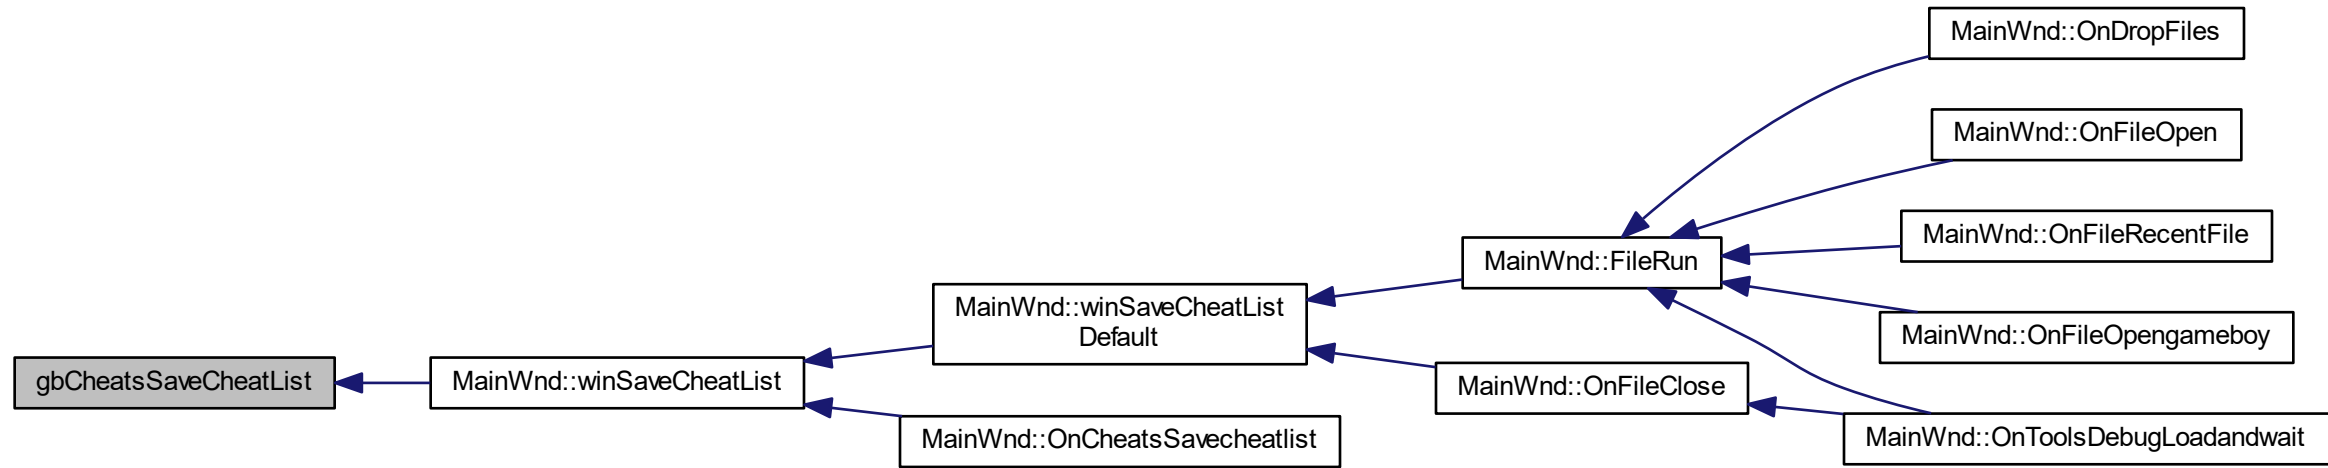 MainWnd::OnDropFiles
MainWnd::OnFileOpen
MainWnd::OnFileRecentFile
MainWnd::FileRun
MainWnd::winSaveCheatList
Default
MainWnd::OnFileOpengameboy
gbCheatsSaveCheatList
MainWnd::winSaveCheatList
MainWnd::OnFileClose
MainWnd::OnCheatsSavecheatlist
MainWnd::OnToolsDebugLoadandwait